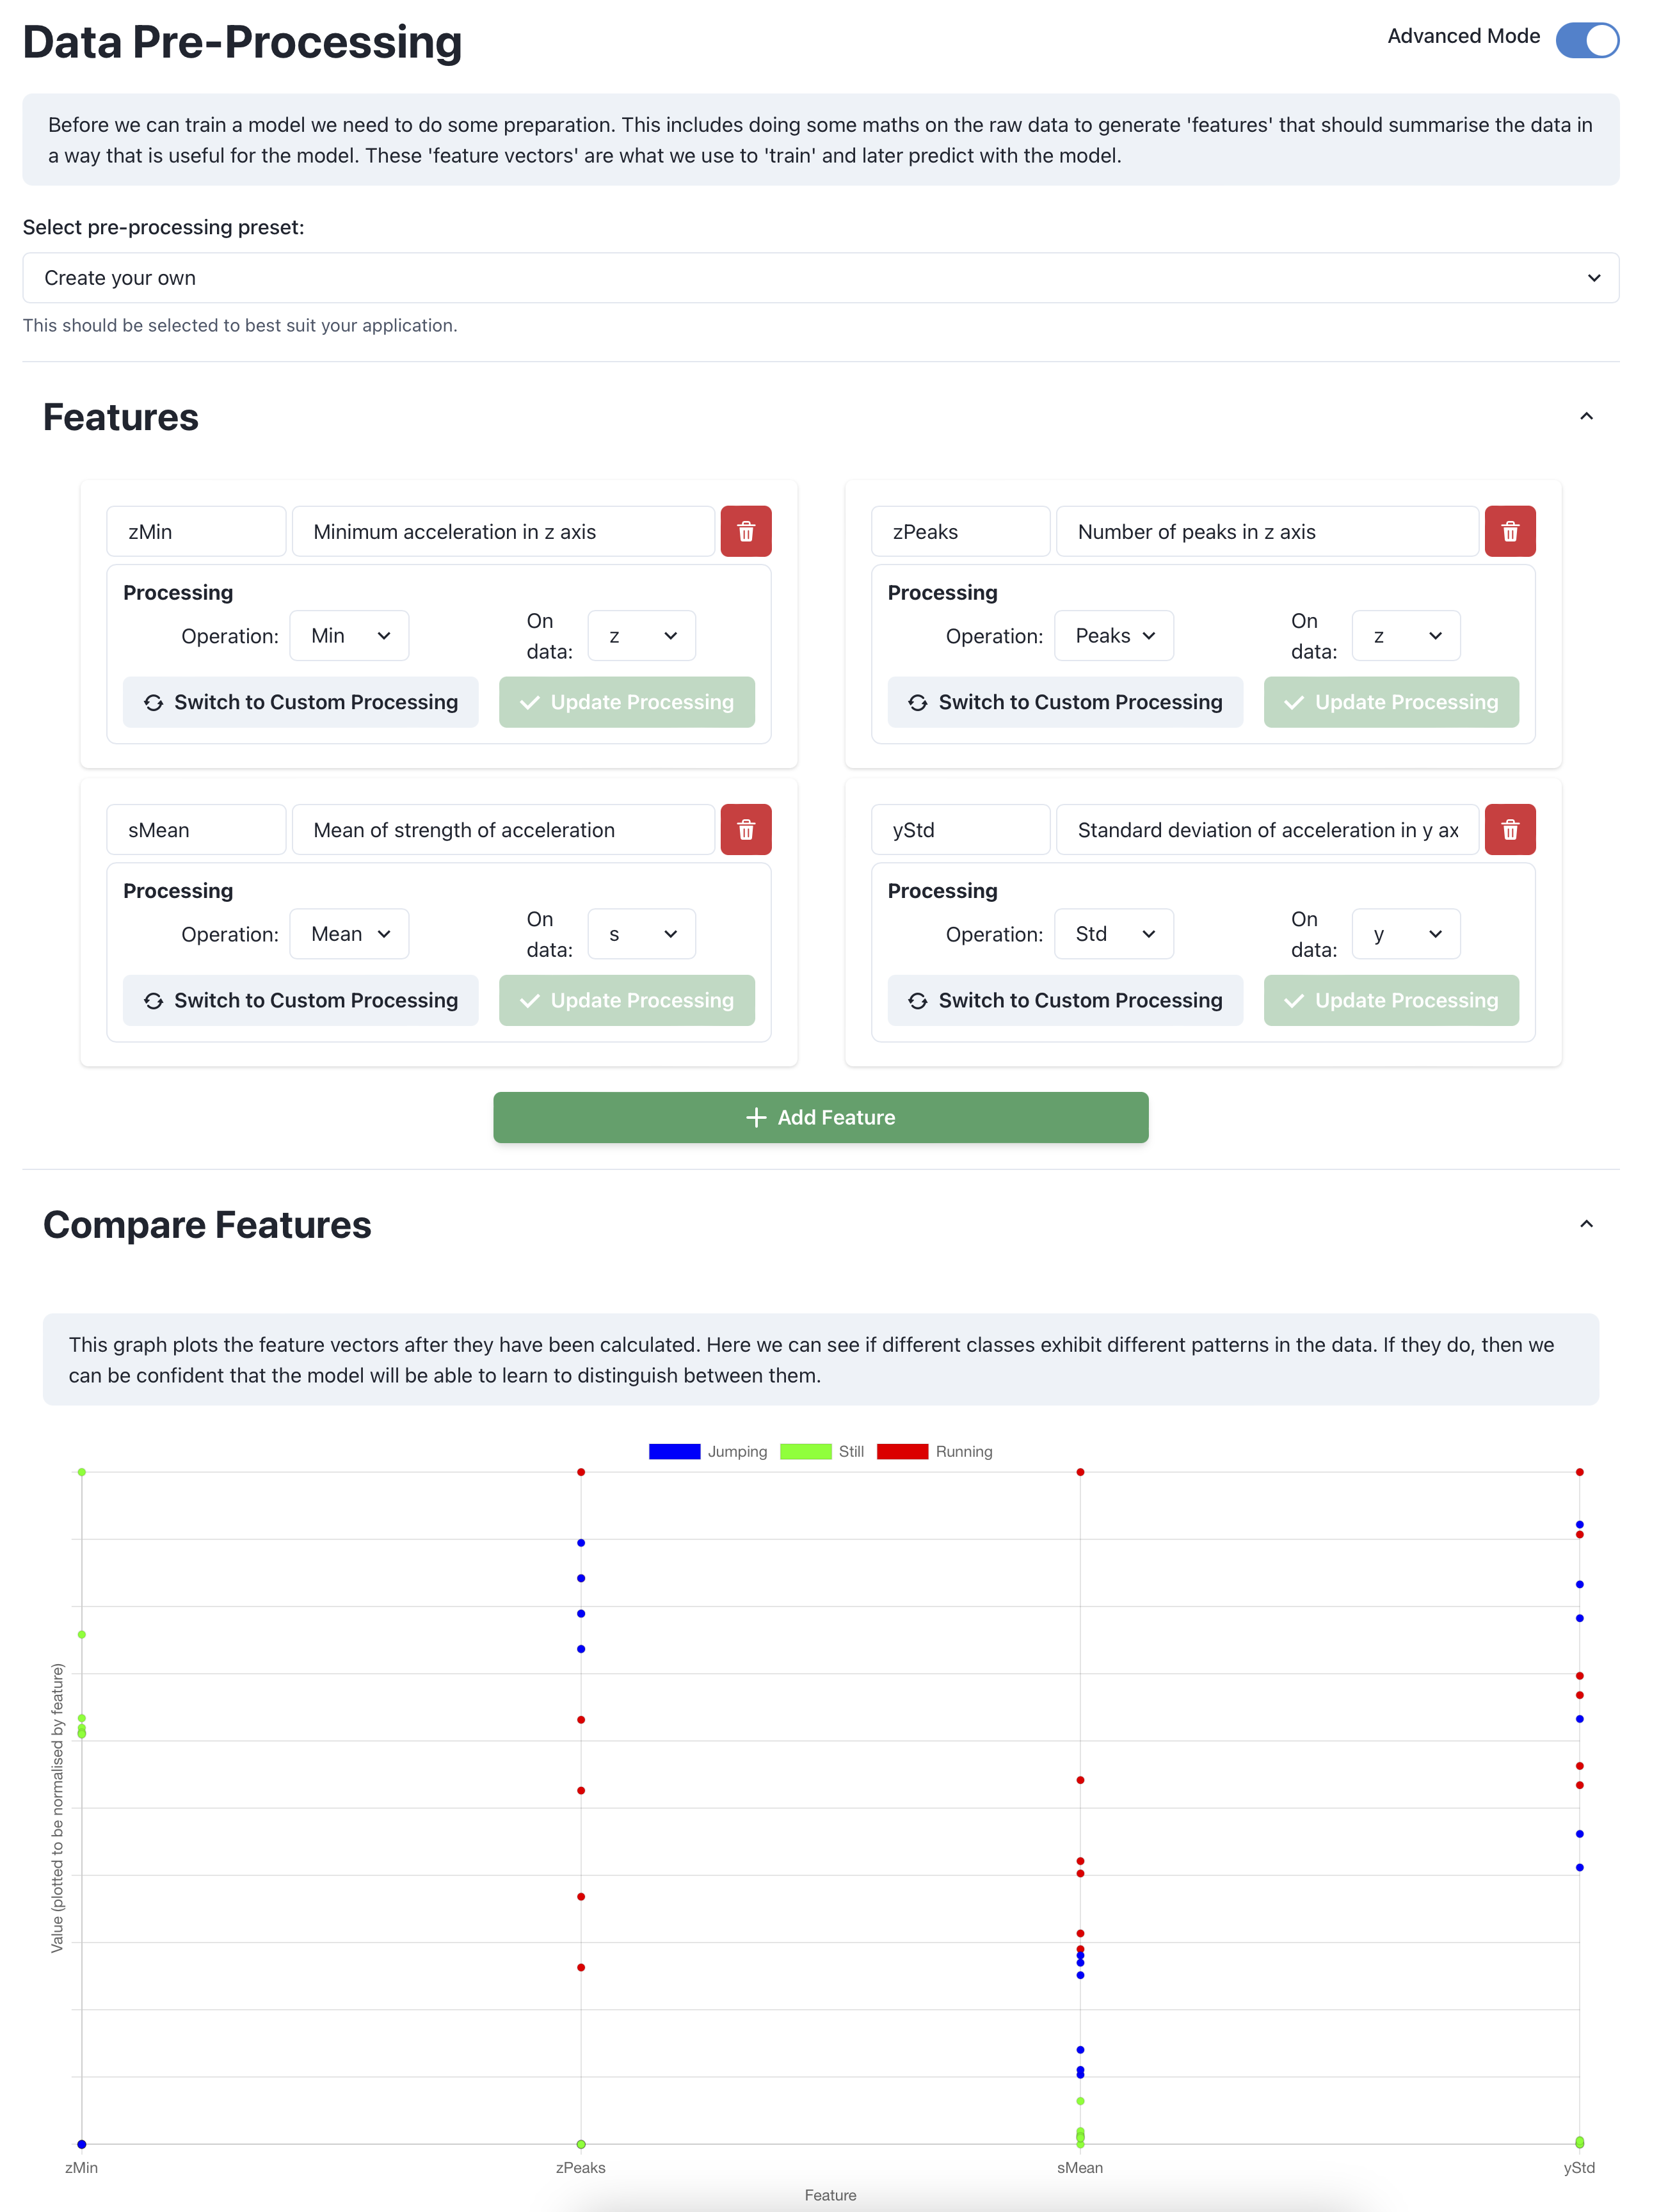 Data Pre-Processing
Advanced Mode
Before we can train a model we need to do some preparation. This includes doing some maths on the raw data to generate 'features' that should summarise the data in
a way that is useful for the model. These 'feature vectors' are what we use to 'train' and later predict with the model.
Select pre-processing preset:
Create your own
This should be selected to best suit your application.
Features
zMin
Minimum acceleration in z axis
Processing
Operation:
Min
On
data:
z
Switch to Custom Processing
Update Processing
zPeaks
Number of peaks in z axis
Processing
Operation:
Peaks
On
data:
z
Switch to Custom Processing
Update Processing
sMean
Mean of strength of acceleration
Processing
Operation:
Mean
On
data:
s
Switch to Custom Processing
Update Processing
yStd
Standard deviation of acceleration in y ax
Processing
Operation:
Std
On
data:
y
Switch to Custom Processing
Update Processing
Add Feature
Compare Features
This graph plots the feature vectors after they have been calculated. Here we can see if different classes exhibit different patterns in the data. If they do, then we
can be confident that the model will be able to learn to distinguish between them.
Jumping
Still
Running
Value (plotted to be normalised by feature)
zMin
zPeaks
sMean
yStd
Feature